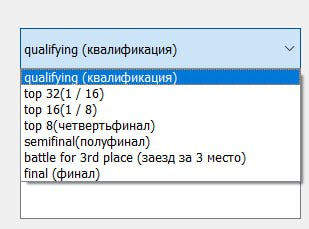 qualifying (квалификация)
qualifying (квалификация)
top 32(1 / 16)
top 16(1 / 8)
top 8(четвертьфинал)
semifinal(полуфинал)
battle for 3rd place (заезд за 3 место)
final (финал)